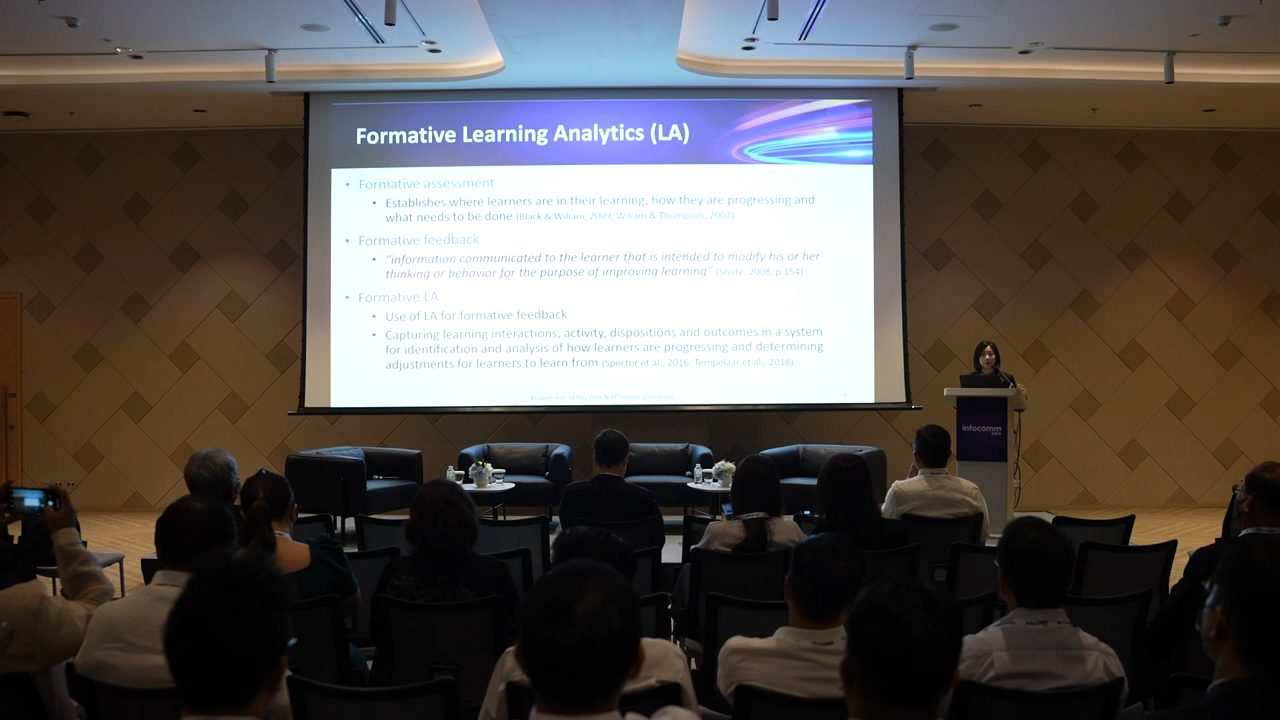 Formative Learning Analytics (LA)
• Formative assessment
• Establishes where learners are in their learning, how they are progressing and
what needs to be done (Black & Wiliam, 2009; Wiliam & Thompson, 2007)
• Formative feedback
• "information communicated to the learner that is intended to modify his or her
thinking or behavior for the purpose of improving learning" (Shute, 2008, p.154)
• Formative LA
• Use of LA for formative feedback
• Capturing learning interactions, activity, dispositions and outcomes in a system
for identification and analysis of how learners are progressing and determining
adjustments for learners to learn from (Spector et al., 2016, Tempelaar et al., 2018)
infocomm
ASIA